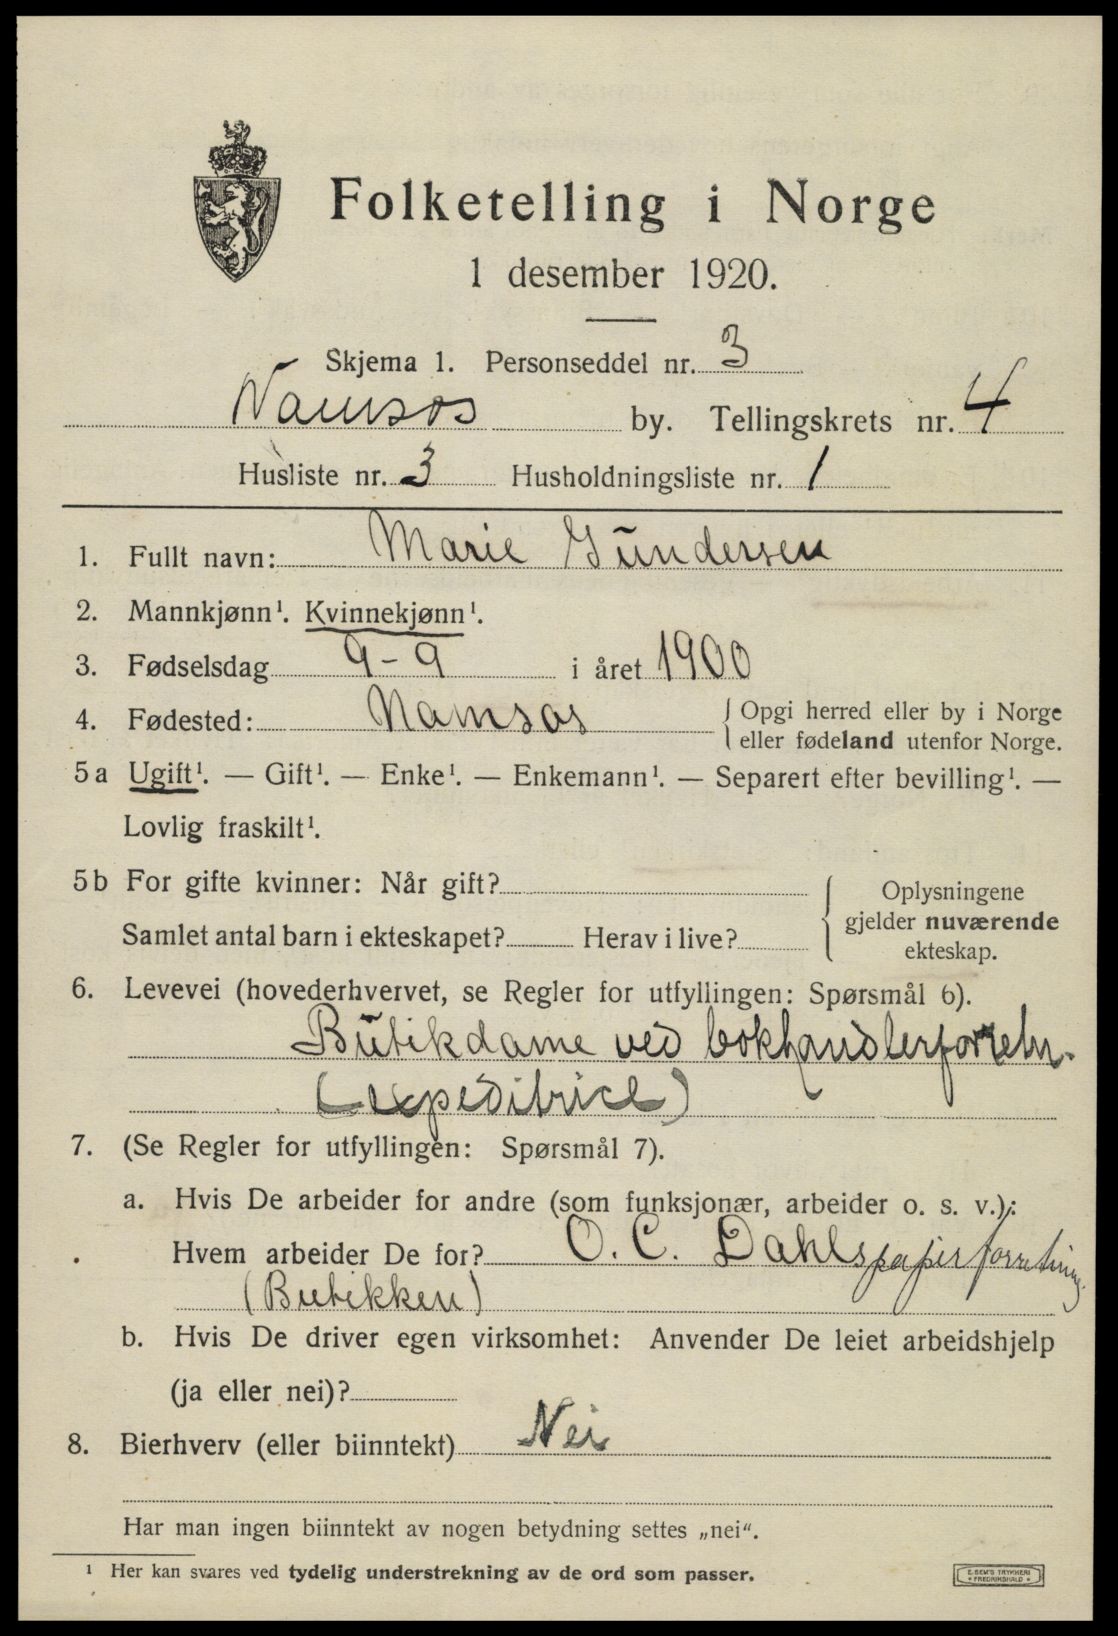 Folketelling i Norge
1 desember 1920.
Skjema 1. Personseddel nr. 3
Namsos by. Tellingskrets nr. 4
Husliste nr. 3 Husholdningsliste nr. 1
1. Fullt navn: Marie Gundersen
2. Mannkjønn¹. Kvinnekjønn¹.
3. Fødselsdag 9-9 i året 1900
4. Fødested: Namsos { Opgi herred eller by i Norge
eller fødeland utenfor Norge.
5 a Ugift¹. — Gift¹. — Enke¹. — Enkemann¹. — Separert efter bevilling¹. —
Lovlig fraskilt¹.
5 b For gifte kvinner: Når gift?
Samlet antal barn i ekteskapet? Herav i live?
{ Oplysningene
gjelder nuværende
ekteskap.
6. Levevei (hovederhvervet, se Regler for utfyllingen: Spørsmål 6).
Butikdame ved bokhandlerforretn.
(expeditrice)
7. (Se Regler for utfyllingen: Spørsmål 7).
a. Hvis De arbeider for andre (som funksjonær, arbeider o. s. v.):
Hvem arbeider De for? O. C. Dahls papirforretning.
(Butikken)
b. Hvis De driver egen virksomhet: Anvender De leiet arbeidshjelp
(ja eller nei)?
8. Bierhverv (eller biinntekt) Nei
Har man ingen biinntekt av nogen betydning settes „nei“.
¹ Her kan svares ved tydelig understrekning av de ord som passer.
E. SEM'S TRYKKERI
* FREDRIKSHALD *